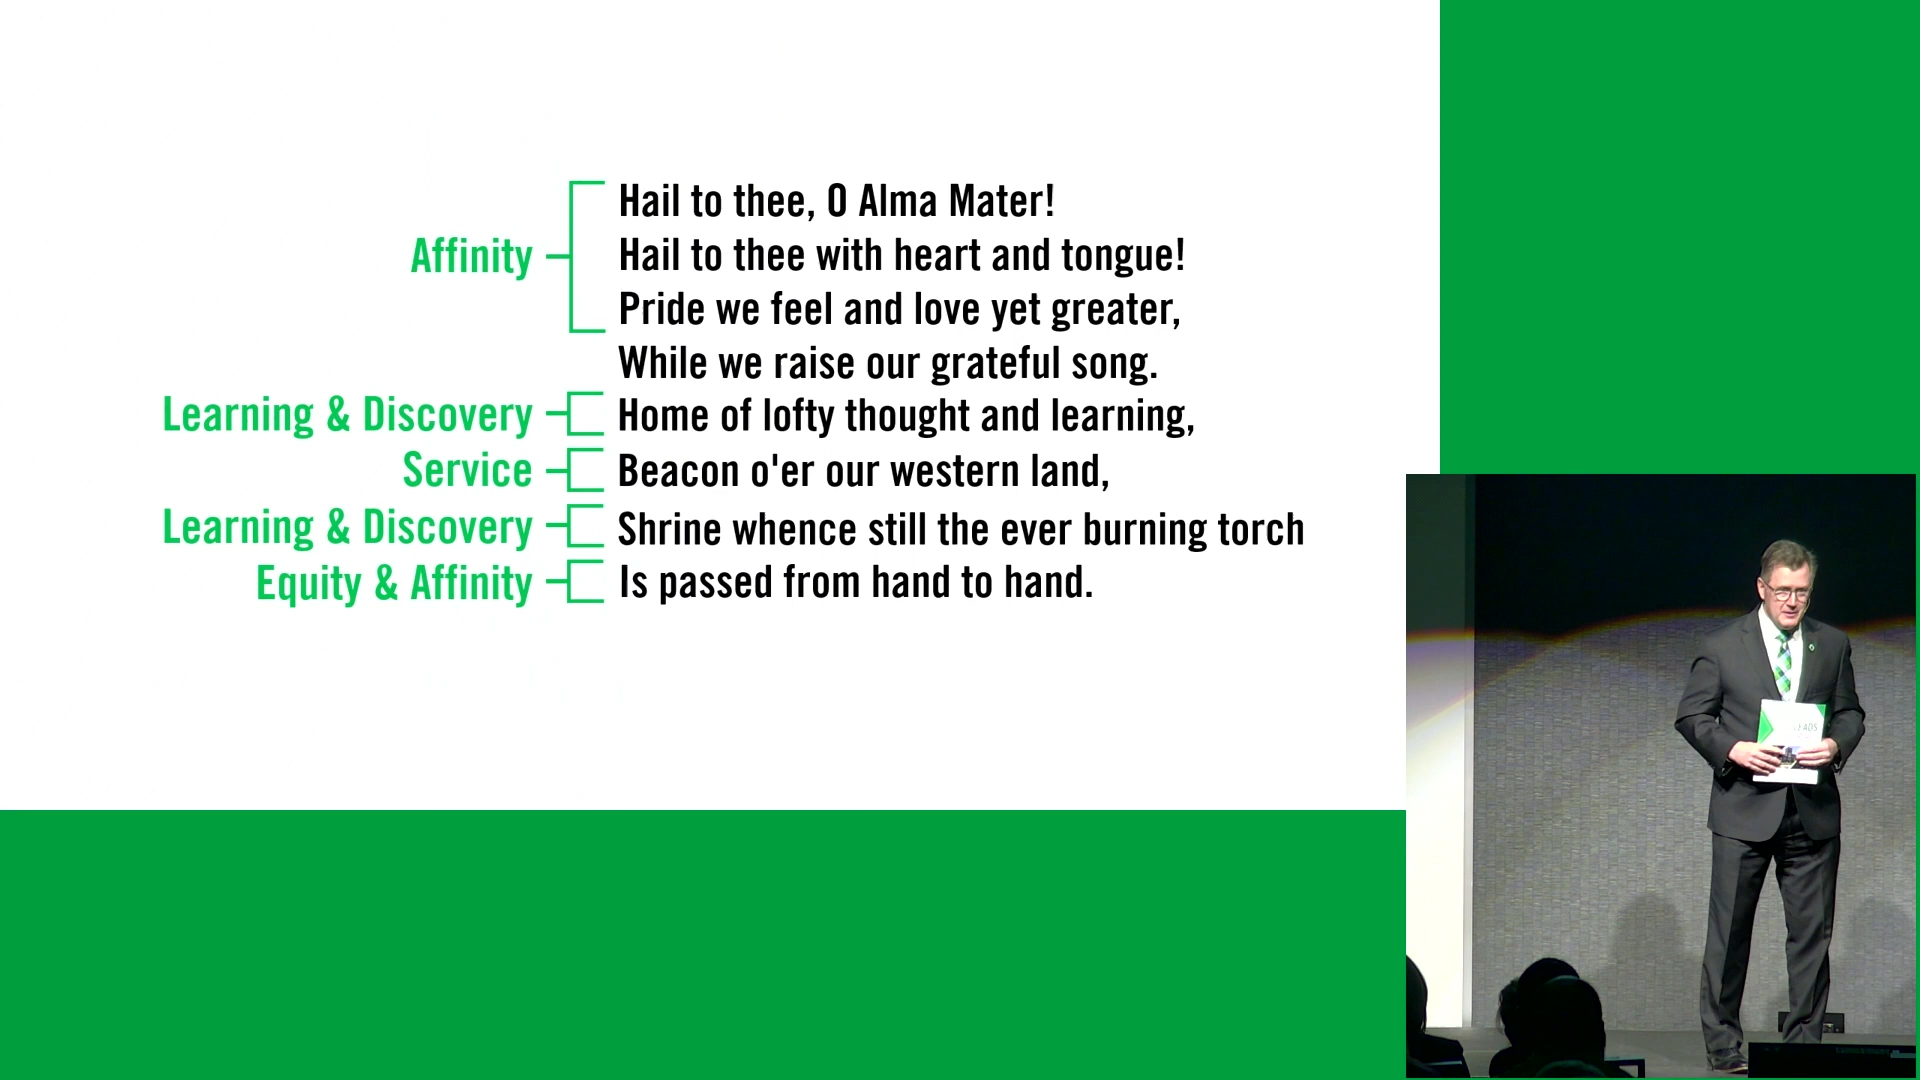 Affinity
Hail to thee, O Alma Mater!
Hail to thee with heart and tongue!
Pride we feel and love yet greater,
While we raise our grateful song.
Learning & Discovery
Home of lofty thought and learning,
Service
Beacon o'er our western land,
Learning & Discovery
Shrine whence still the ever burning torch
Equity & Affinity
Is passed from hand to hand.